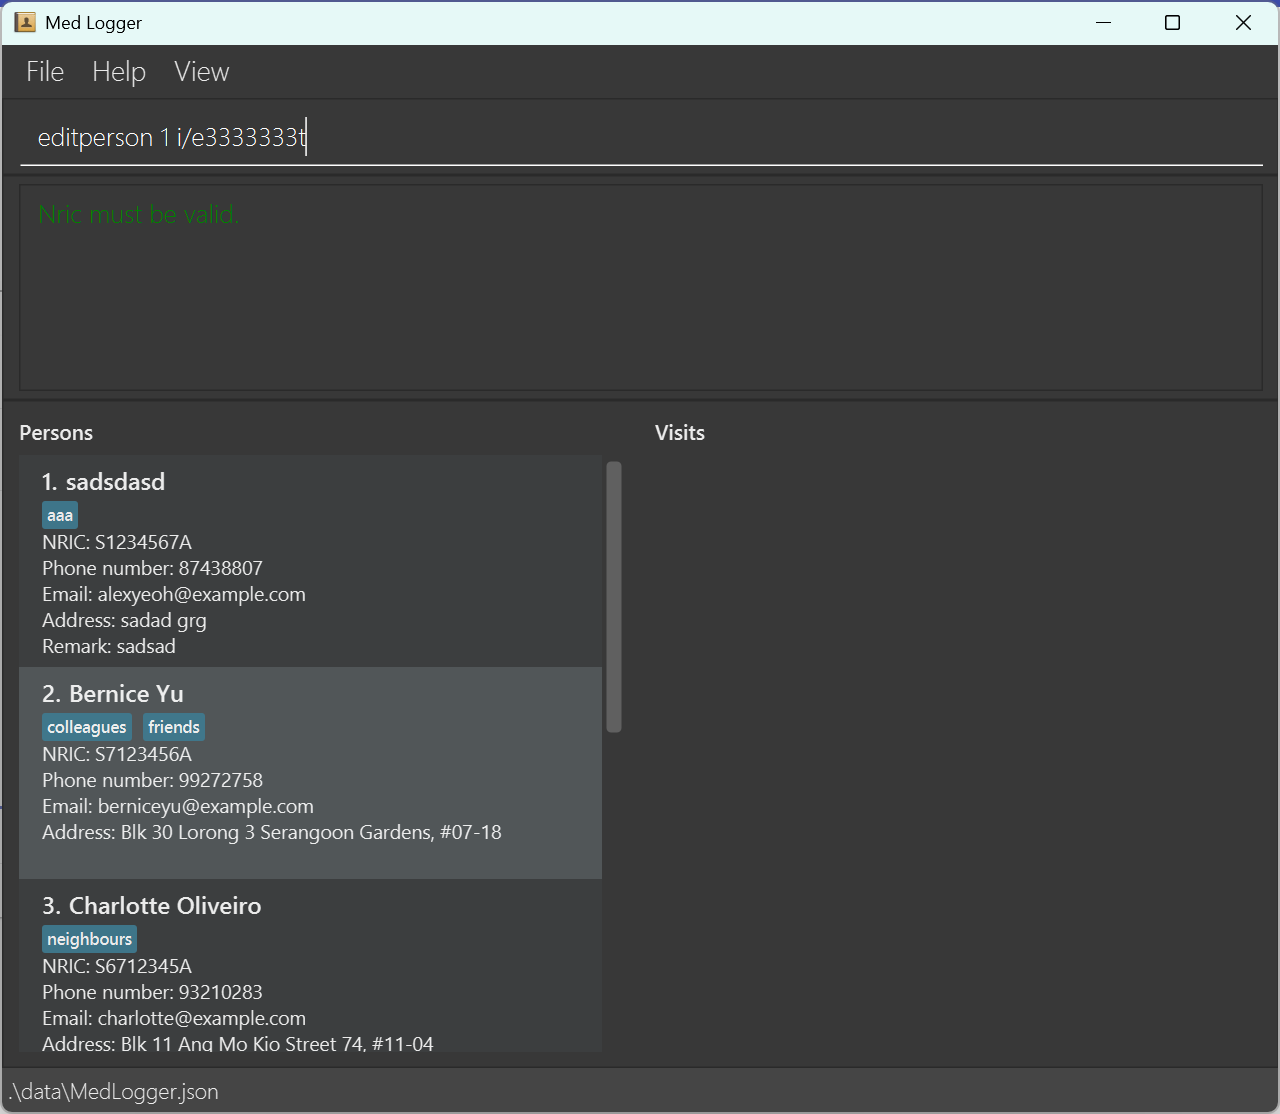 Med Logger
File Help View
editperson 1 i/e3333333t
Nric must be valid.
Persons
Visits
1. sadsdasd
aaa
NRIC: S1234567A
Phone number: 87438807
Email: alexyeoh@example.com
Address: sadad grg
Remark: sadsad
2. Bernice Yu
colleagues friends
NRIC: S7123456A
Phone number: 99272758
Email: berniceyu@example.com
Address: Blk 30 Lorong 3 Serangoon Gardens, #07-18
3. Charlotte Oliveiro
neighbours
NRIC: S6712345A
Phone number: 93210283
Email: charlotte@example.com
Address: Blk 11 Ang Mo Kio Street 74, #11-04
.\data\MedLogger.json